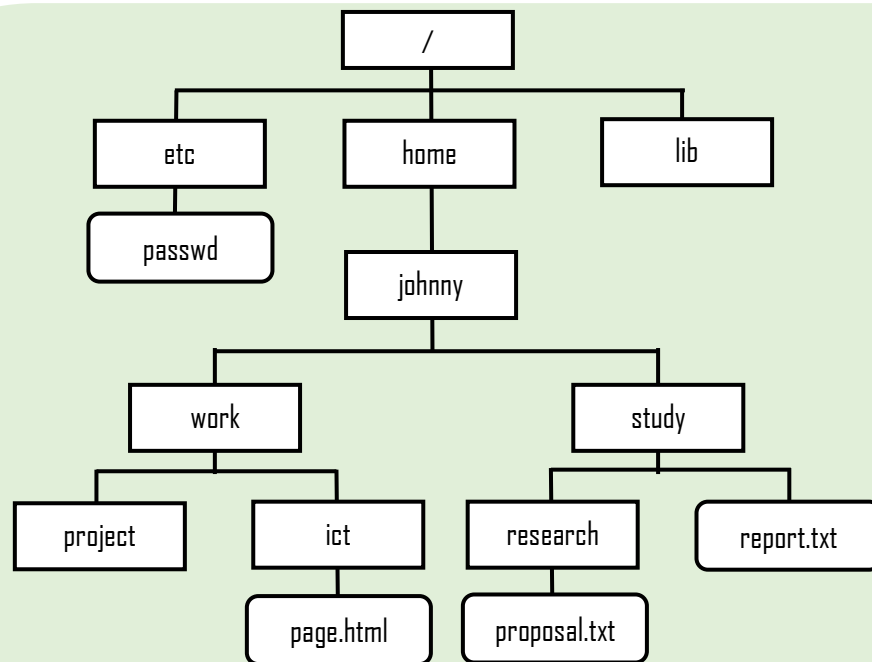 /
etc
home
lib
passwd
johnny
work
study
project
ict
research
report.txt
page.html
proposal.txt